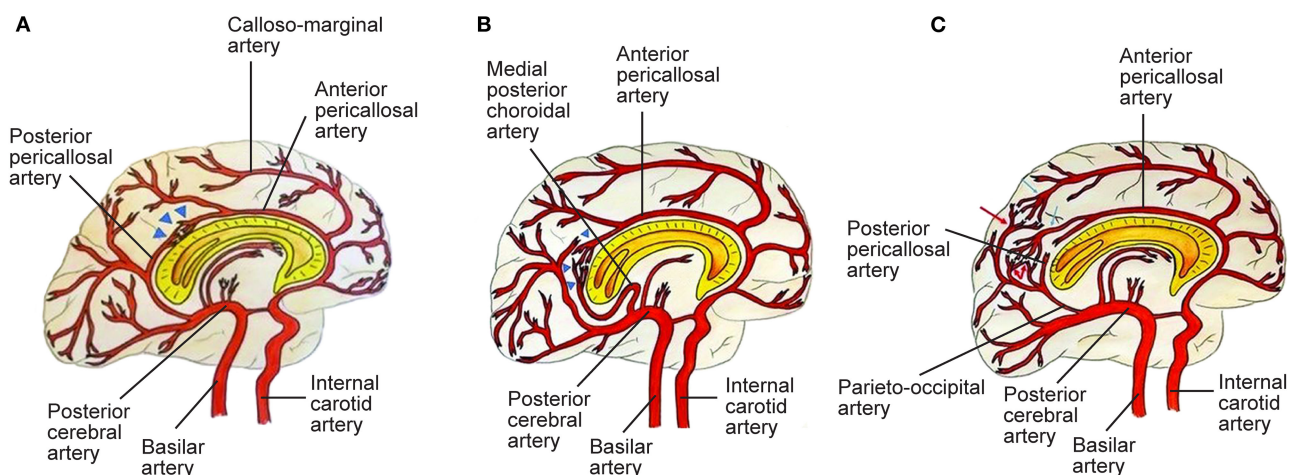 A
Calloso-marginal
artery
Anterior
pericallosal
artery
Posterior
pericallosal
artery
Posterior
cerebral
artery
Basilar
artery
Internal
carotid
artery
B
Medial
posterior
choroidal
artery
Anterior
pericallosal
artery
Posterior
cerebral
artery
Basilar
artery
Internal
carotid
artery
C
Anterior
pericallosal
artery
Posterior
pericallosal
artery
Parieto-occipital
artery
Posterior
cerebral
artery
Basilar
artery
Internal
carotid
artery